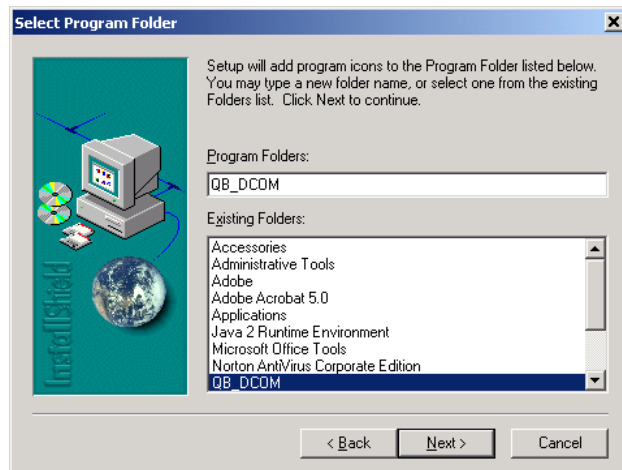 Select Program Folder
Setup will add program icons to the Program Folder listed below.
You may type a new folder name, or select one from the existing
Folders list. Click Next to continue.
Program Folders:
QB_DCOM
Existing Folders:
Accessories
Administrative Tools
Adobe
Adobe Acrobat 5.0
Applications
Java 2 Runtime Environment
Microsoft Office Tools
Norton AntiVirus Corporate Edition
QB_DCOM
InstallShield
< Back
Next >
Cancel